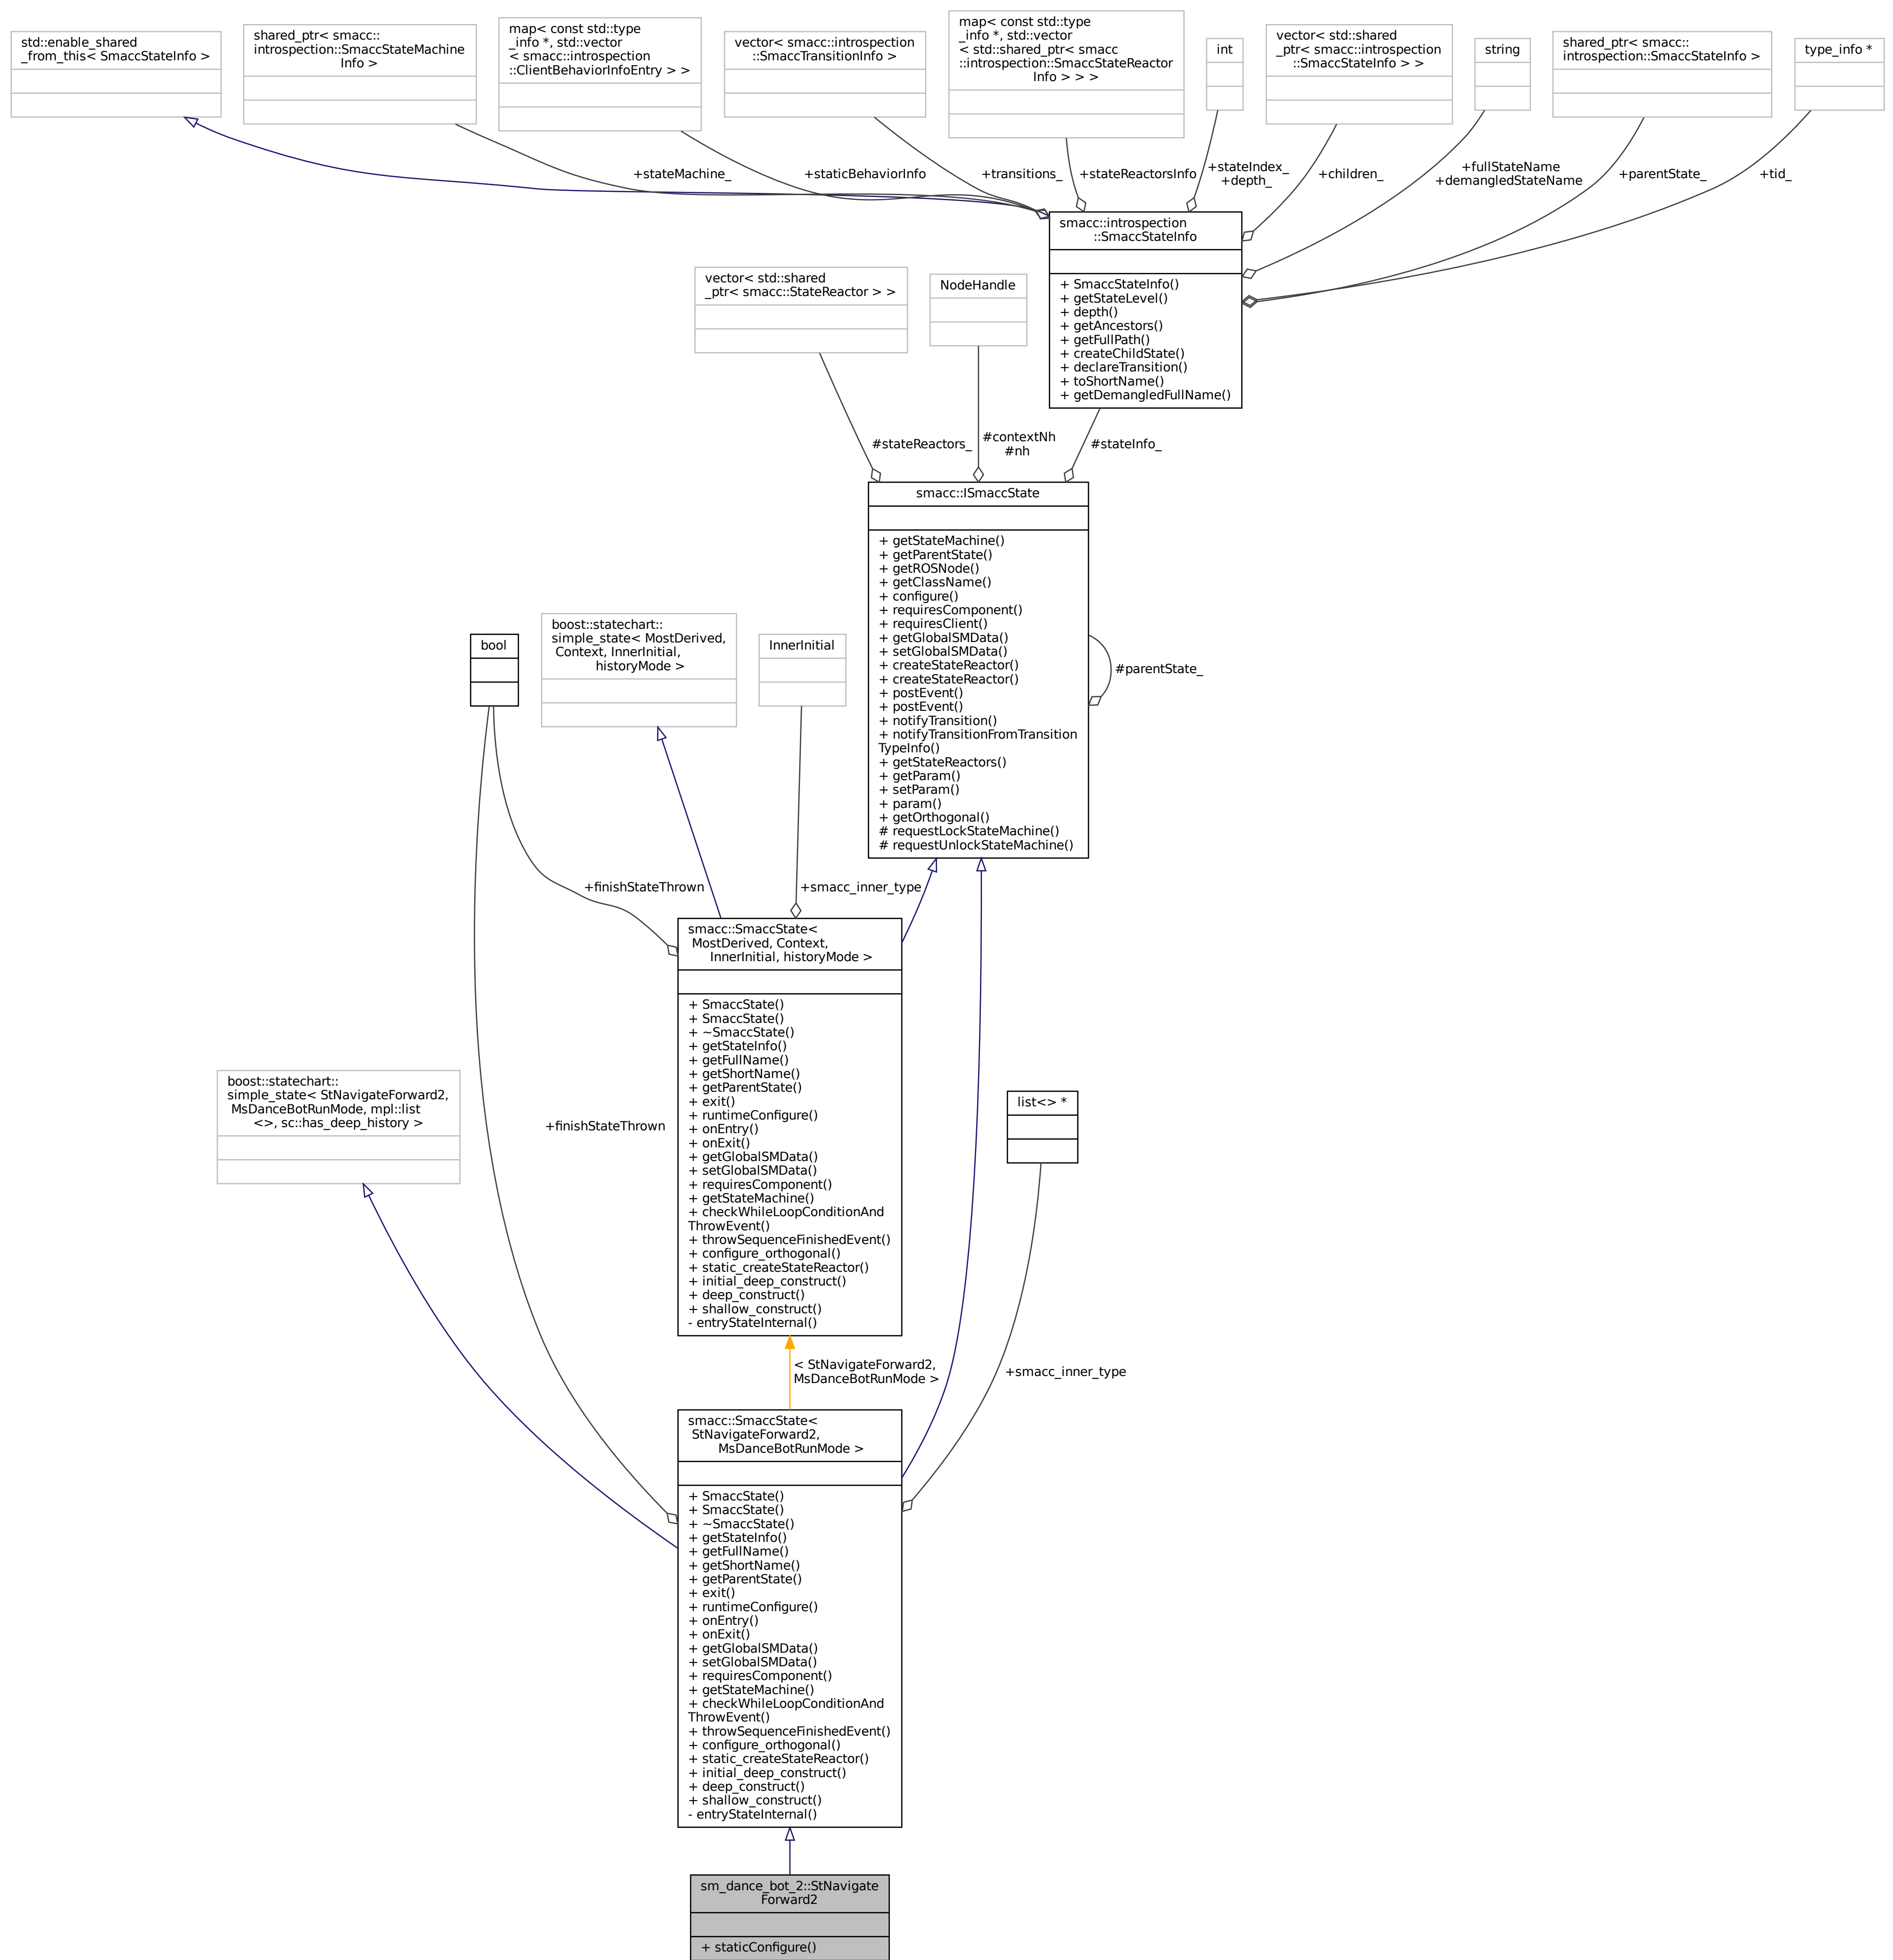 std::enable_shared
_from_this< SmaccStateInfo >
shared_ptr< smacc::
introspection::SmaccStateMachine
Info >
map< const std::type
_info *, std::vector
< smacc::introspection
::ClientBehaviorInfoEntry > >
vector< smacc::introspection
::SmaccTransitionInfo >
map< const std::type
_info *, std::vector
< std::shared_ptr< smacc
::introspection::SmaccStateReactor
Info > > >
int
vector< std::shared
_ptr< smacc::introspection
::SmaccStateInfo > >
string
shared_ptr< smacc::
introspection::SmaccStateInfo >
type_info *
+stateMachine_
+staticBehaviorInfo
+transitions_
+stateReactorsInfo
+stateIndex_
+depth_
+children_
+fullStateName
+demangledStateName
+parentState_
+tid_
smacc::introspection
::SmaccStateInfo
+ SmaccStateInfo()
+ getStateLevel()
+ depth()
+ getAncestors()
+ getFullPath()
+ createChildState()
+ declareTransition()
+ toShortName()
+ getDemangledFullName()
vector< std::shared
_ptr< smacc::StateReactor > >
NodeHandle
#stateReactors_
#contextNh
#nh
#stateInfo_
smacc::ISmaccState
+ getStateMachine()
+ getParentState()
+ getROSNode()
+ getClassName()
+ configure()
+ requiresComponent()
+ requiresClient()
+ getGlobalSMData()
+ setGlobalSMData()
+ createStateReactor()
+ createStateReactor()
+ postEvent()
+ postEvent()
+ notifyTransition()
+ notifyTransitionFromTransition
TypeInfo()
+ getStateReactors()
+ getParam()
+ setParam()
+ param()
+ getOrthogonal()
# requestLockStateMachine()
# requestUnlockStateMachine()
#parentState_
bool
boost::statechart::
simple_state< MostDerived,
Context, InnerInitial,
historyMode >
InnerInitial
+finishStateThrown
+smacc_inner_type
smacc::SmaccState<
MostDerived, Context,
InnerInitial, historyMode >
+ SmaccState()
+ SmaccState()
+ ~SmaccState()
+ getStateInfo()
+ getFullName()
+ getShortName()
+ getParentState()
+ exit()
+ runtimeConfigure()
+ onEntry()
+ onExit()
+ getGlobalSMData()
+ setGlobalSMData()
+ requiresComponent()
+ getStateMachine()
+ checkWhileLoopConditionAnd
ThrowEvent()
+ throwSequenceFinishedEvent()
+ configure_orthogonal()
+ static_createStateReactor()
+ initial_deep_construct()
+ deep_construct()
+ shallow_construct()
- entryStateInternal()
boost::statechart::
simple_state< StNavigateForward2,
MsDanceBotRunMode, mpl::list
<>, sc::has_deep_history >
+finishStateThrown
list<> *
< StNavigateForward2,
MsDanceBotRunMode >
+smacc_inner_type
smacc::SmaccState<
StNavigateForward2,
MsDanceBotRunMode >
+ SmaccState()
+ SmaccState()
+ ~SmaccState()
+ getStateInfo()
+ getFullName()
+ getShortName()
+ getParentState()
+ exit()
+ runtimeConfigure()
+ onEntry()
+ onExit()
+ getGlobalSMData()
+ setGlobalSMData()
+ requiresComponent()
+ getStateMachine()
+ checkWhileLoopConditionAnd
ThrowEvent()
+ throwSequenceFinishedEvent()
+ configure_orthogonal()
+ static_createStateReactor()
+ initial_deep_construct()
+ deep_construct()
+ shallow_construct()
- entryStateInternal()
sm_dance_bot_2::StNavigate
Forward2
+ staticConfigure()